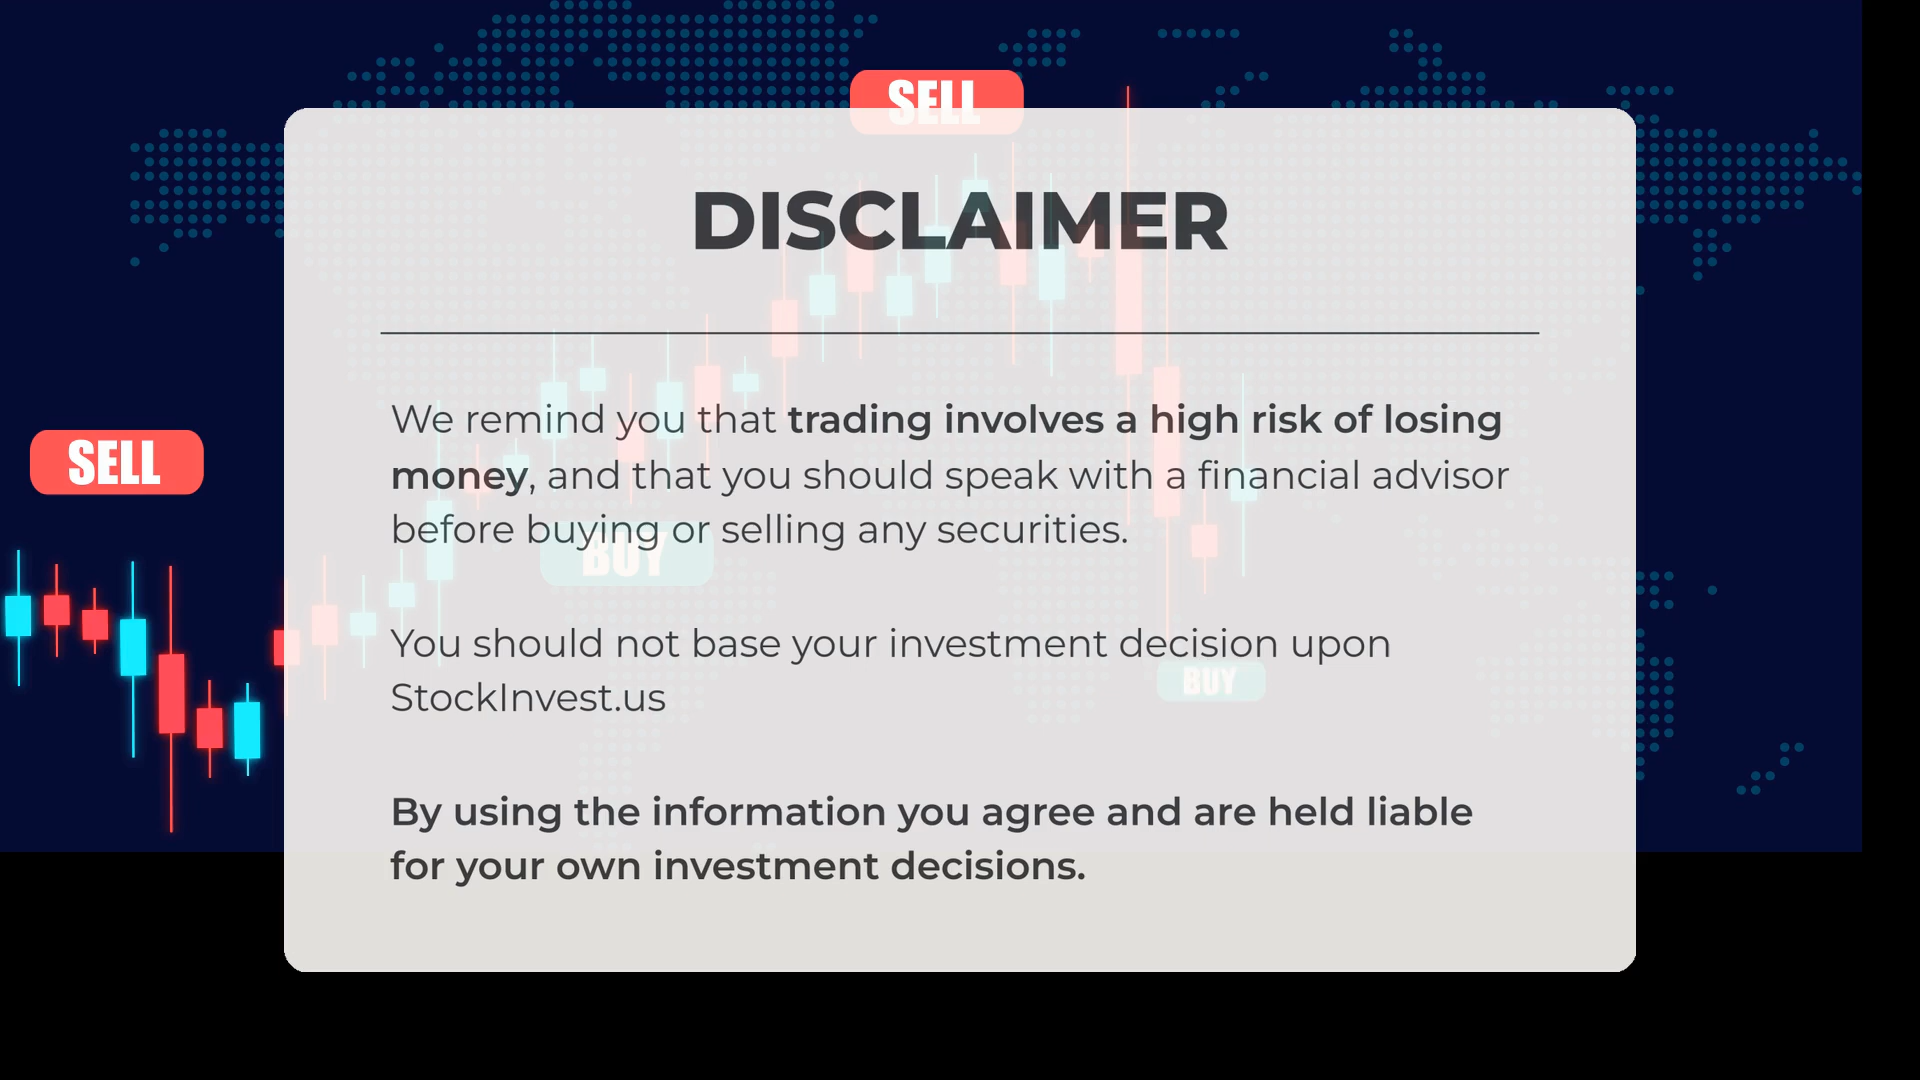 SELL
DISCLAIMER
We remind you that trading involves a high risk of losing
money, and that you should speak with a financial advisor
before buying or selling any securities.
SELL
BUY
You should not base your investment decision upon
StockInvest.us
BUY
By using the information you agree and are held liable
for your own investment decisions.